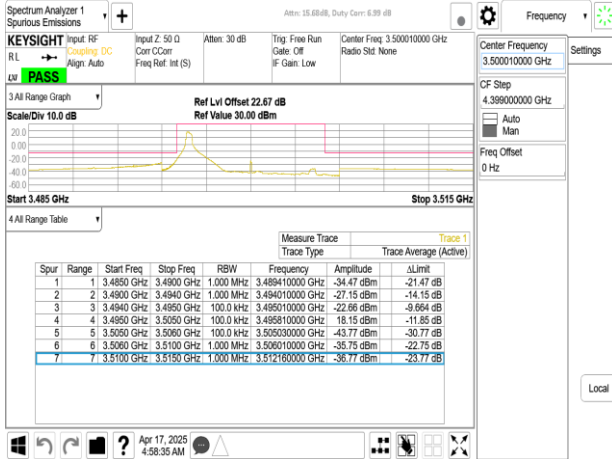 Spectrum Analyzer 1
Spurious Emissions
Attn: 15.68dB, Duty Corr: 6.99 dB
Frequency
Settings
KEYSIGHT
RL
LXI
PASS
Input: RF
Coupling: DC
Align: Auto
Input Z: 50 Ω
Corr CCorr
Freq Ref: Int (S)
Atten: 30 dB
Trig: Free Run
Gate: Off
IF Gain: Low
Center Freq: 3.500010000 GHz
Radio Std: None
Center Frequency
3.500010000 GHz
CF Step
4.399000000 GHz
Auto
Man
Freq Offset
0 Hz
Local
3 All Range Graph
Scale/Div 10.0 dB
Ref Lvl Offset 22.67 dB
Ref Value 30.00 dBm
20.0
0.00
-20.0
-40.0
-60.0
Start 3.485 GHz
Stop 3.515 GHz
4 All Range Table
Measure Trace Trace 1
Trace Type Trace Average (Active)
Spur Range Start Freq Stop Freq RBW Frequency Amplitude ΔLimit
1 1 3.4850 GHz 3.4900 GHz 1.000 MHz 3.489410000 GHz -34.47 dBm -21.47 dB
2 2 3.4900 GHz 3.4940 GHz 1.000 MHz 3.494010000 GHz -27.15 dBm -14.15 dB
3 3 3.4940 GHz 3.4950 GHz 100.0 kHz 3.495010000 GHz -22.66 dBm -9.664 dB
4 4 3.4950 GHz 3.5050 GHz 100.0 kHz 3.495810000 GHz 18.15 dBm -11.85 dB
5 5 3.5050 GHz 3.5060 GHz 100.0 kHz 3.505030000 GHz -43.77 dBm -30.77 dB
6 6 3.5060 GHz 3.5100 GHz 1.000 MHz 3.506010000 GHz -35.75 dBm -22.75 dB
7 7 3.5100 GHz 3.5150 GHz 1.000 MHz 3.512160000 GHz -36.77 dBm -23.77 dB
?
Apr 17, 2025
4:58:35 AM